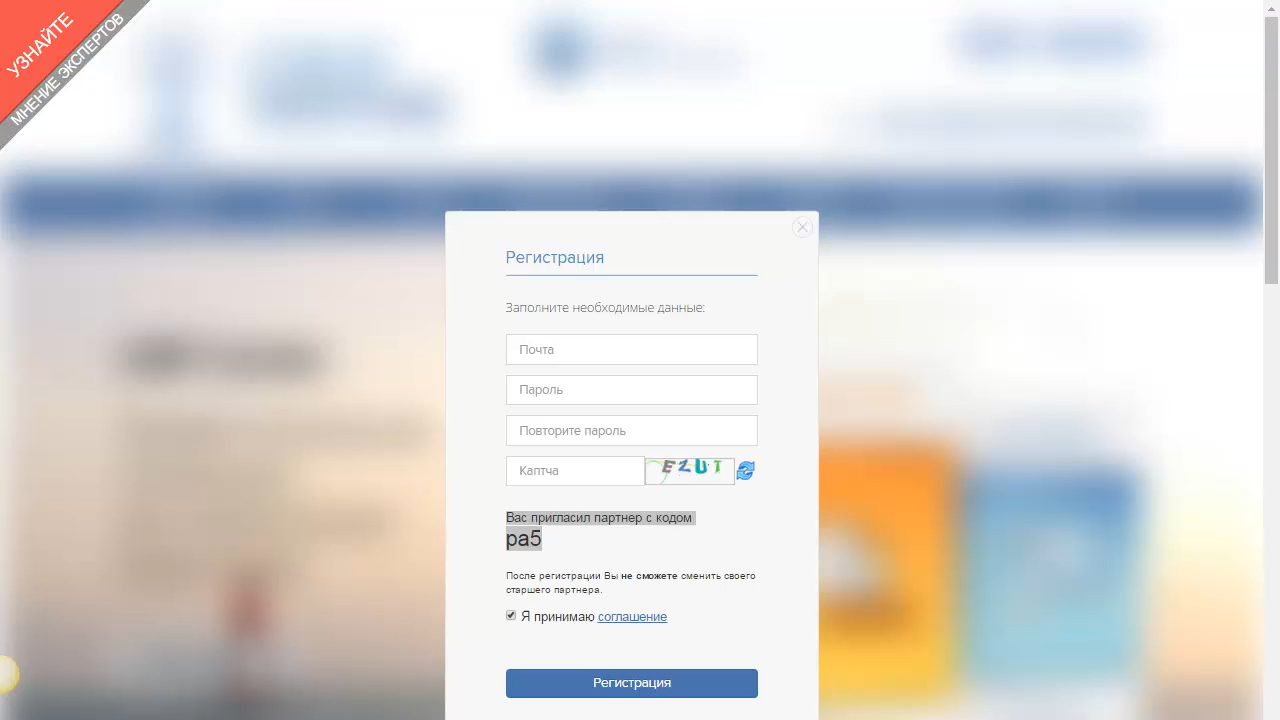 УЗНАЙТЕ
МНЕНИЕ ЭКСПЕРТОВ
Регистрация
Заполните необходимые данные:
Почта
Пароль
Повторите пароль
Каптча
EZUT
Вас пригласил партнер с кодом
pa5
После регистрации Вы не сможете сменить своего
старшего партнера.
Я принимаю соглашение
Регистрация